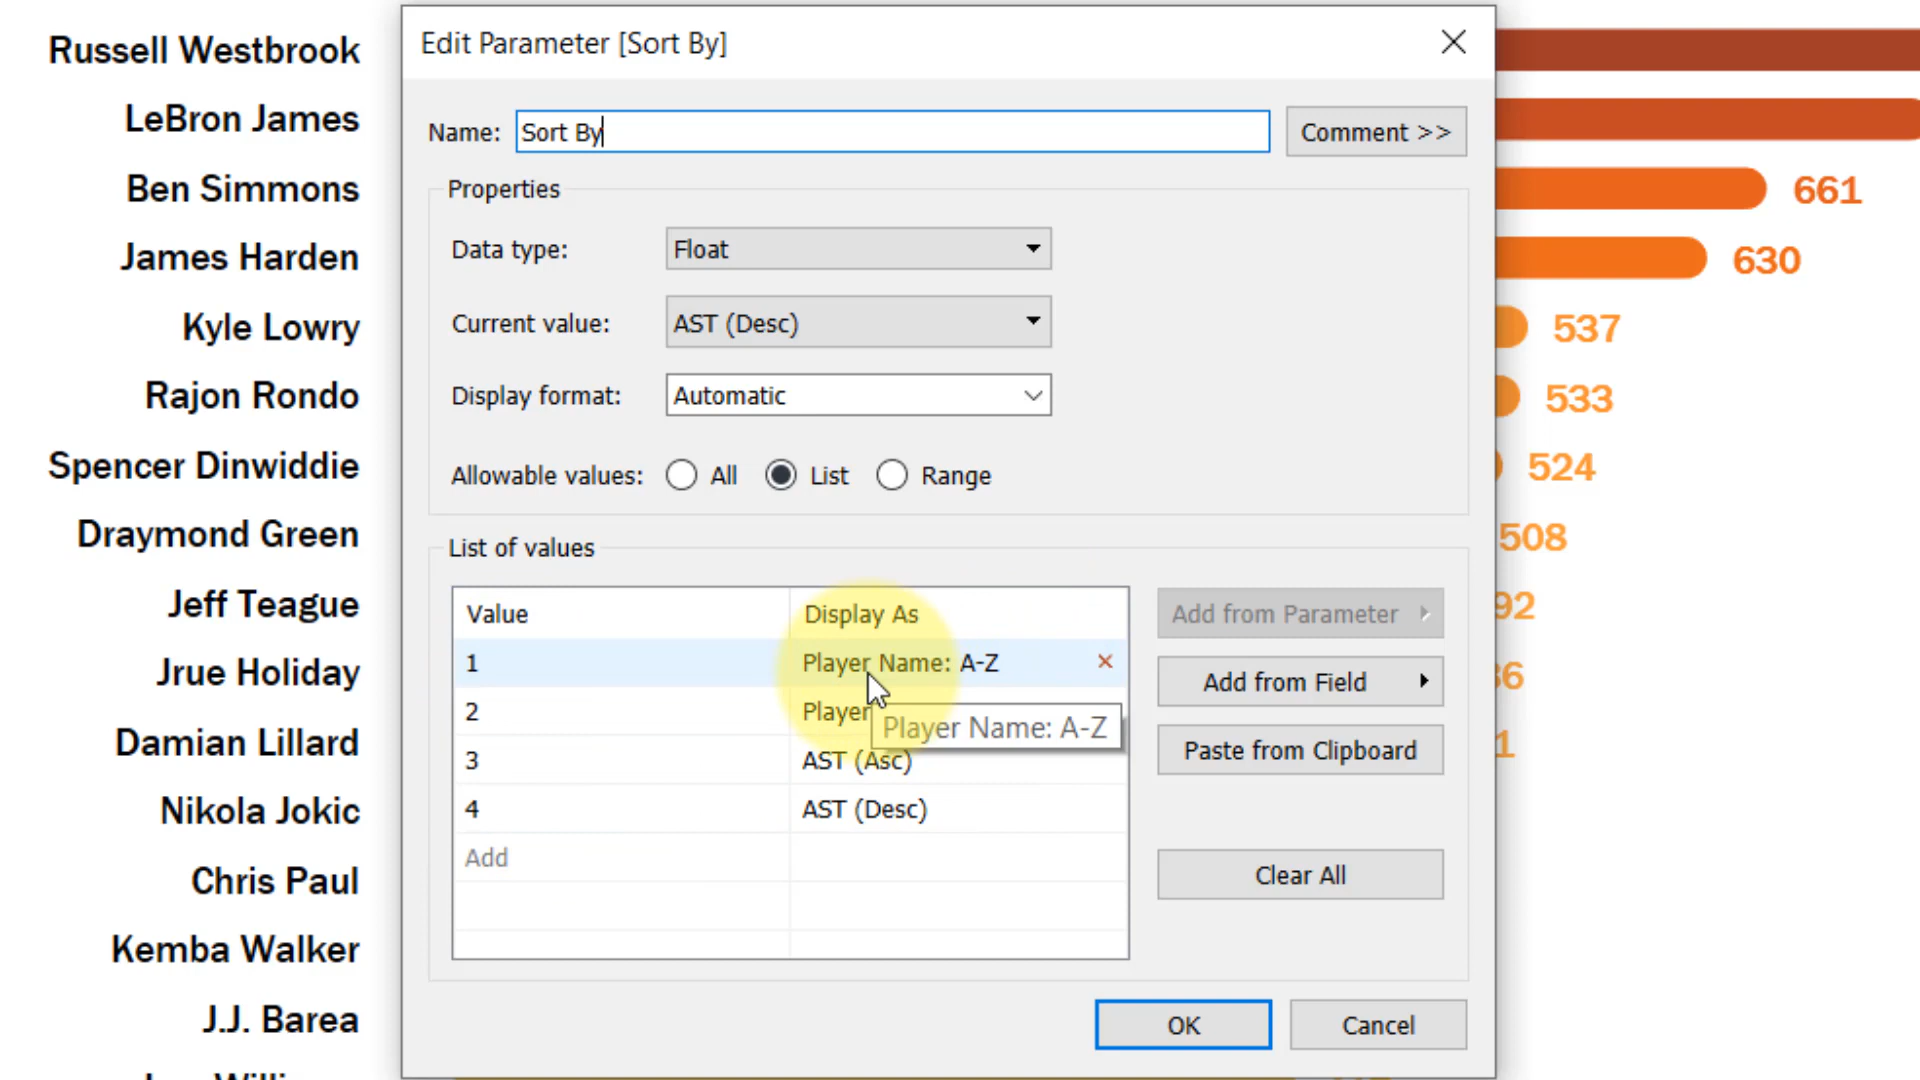 Edit Parameter [Sort By]
Name: Sort By Comment >>
Properties
Data type: Float
Current value: AST (Desc)
Display format: Automatic
Allowable values: All List Range
List of values
Value Display As
1 Player Name: A-Z
2 Player
Player Name: A-Z
3 AST (Asc)
4 AST (Desc)
Add
Add from Parameter
Add from Field
Paste from Clipboard
Clear All
OK Cancel
Russell Westbrook
LeBron James
Ben Simmons 661
James Harden 630
Kyle Lowry 537
Rajon Rondo 533
Spencer Dinwiddie 524
Draymond Green 508
Jeff Teague 92
Jrue Holiday 36
Damian Lillard 1
Nikola Jokic
Chris Paul
Kemba Walker
J.J. Barea